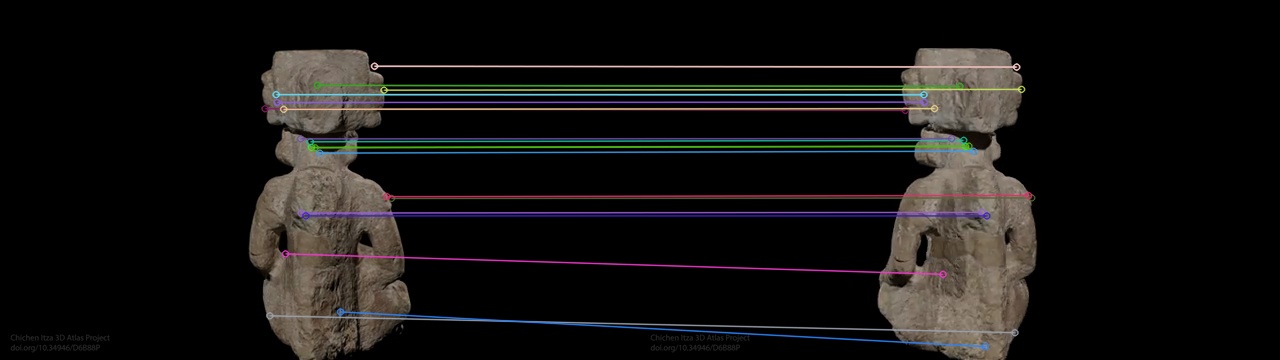 Chichen Itza 3D Atlas Project
doi.org/10.34946/D6B88P
Chichen Itza 3D Atlas Project
doi.org/10.34946/D6B88P